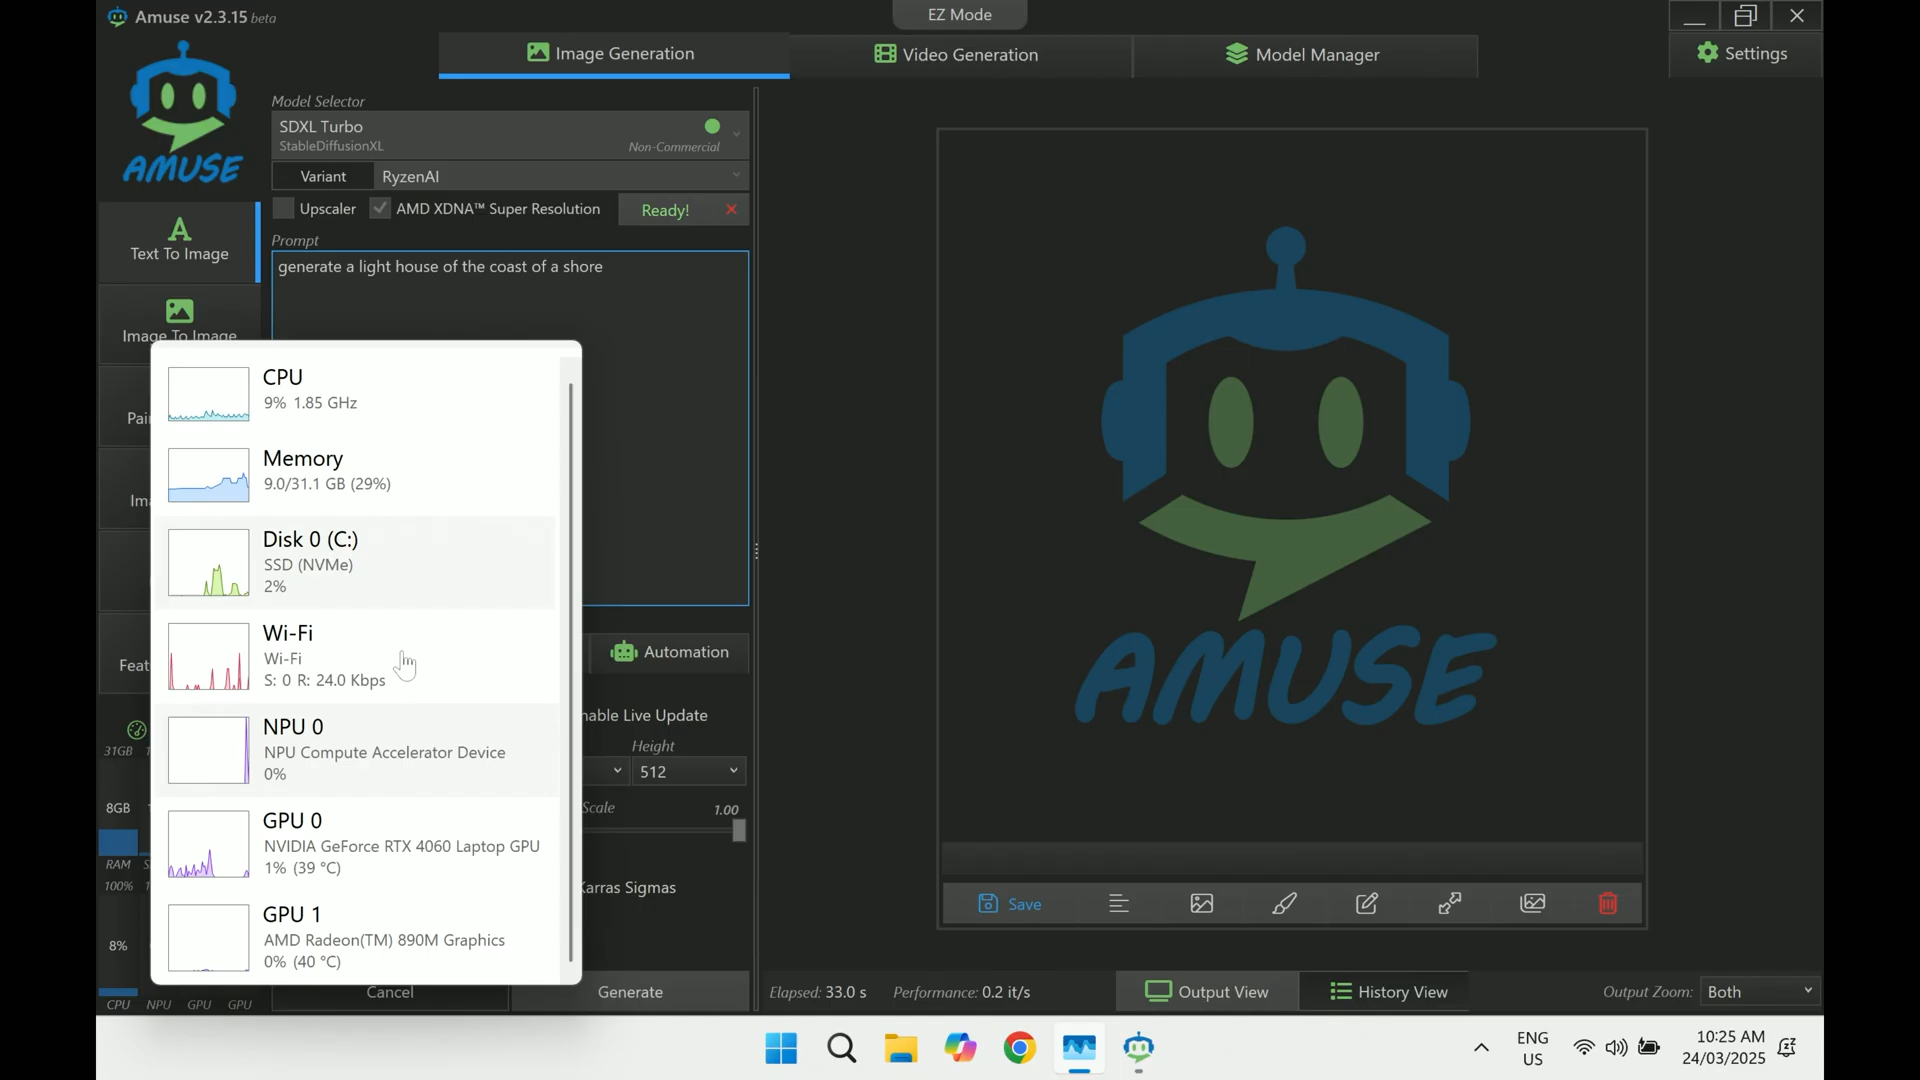 Amuse v2.3.15 beta
EZ Mode
Image Generation
Video Generation
Model Manager
Settings
AMUSE
Model Selector
SDXL Turbo
StableDiffusionXL
Non-Commercial
Variant
RyzenAI
Upscaler
AMD XDNA™ Super Resolution
Ready!
Prompt
generate a light house of the coast of a shore
Text To Image
Image To Image
CPU
9% 1.85 GHz
Memory
9.0/31.1 GB (29%)
Disk 0 (C:)
SSD (NVMe)
2%
Wi-Fi
Wi-Fi
S: 0 R: 24.0 Kbps
NPU 0
NPU Compute Accelerator Device
0%
GPU 0
NVIDIA GeForce RTX 4060 Laptop GPU
1% (39 °C)
GPU 1
AMD Radeon(TM) 890M Graphics
0% (40 °C)
Automation
nable Live Update
Height
512
Scale
1.00
Karras Sigmas
Pai
Ima
Feat
31GB
8GB
RAM
100%
8%
CPU NPU GPU GPU
Cancel
Generate
AMUSE
Save
Elapsed: 33.0 s
Performance: 0.2 it/s
Output View
History View
Output Zoom:
Both
ENG
US
10:25 AM
24/03/2025